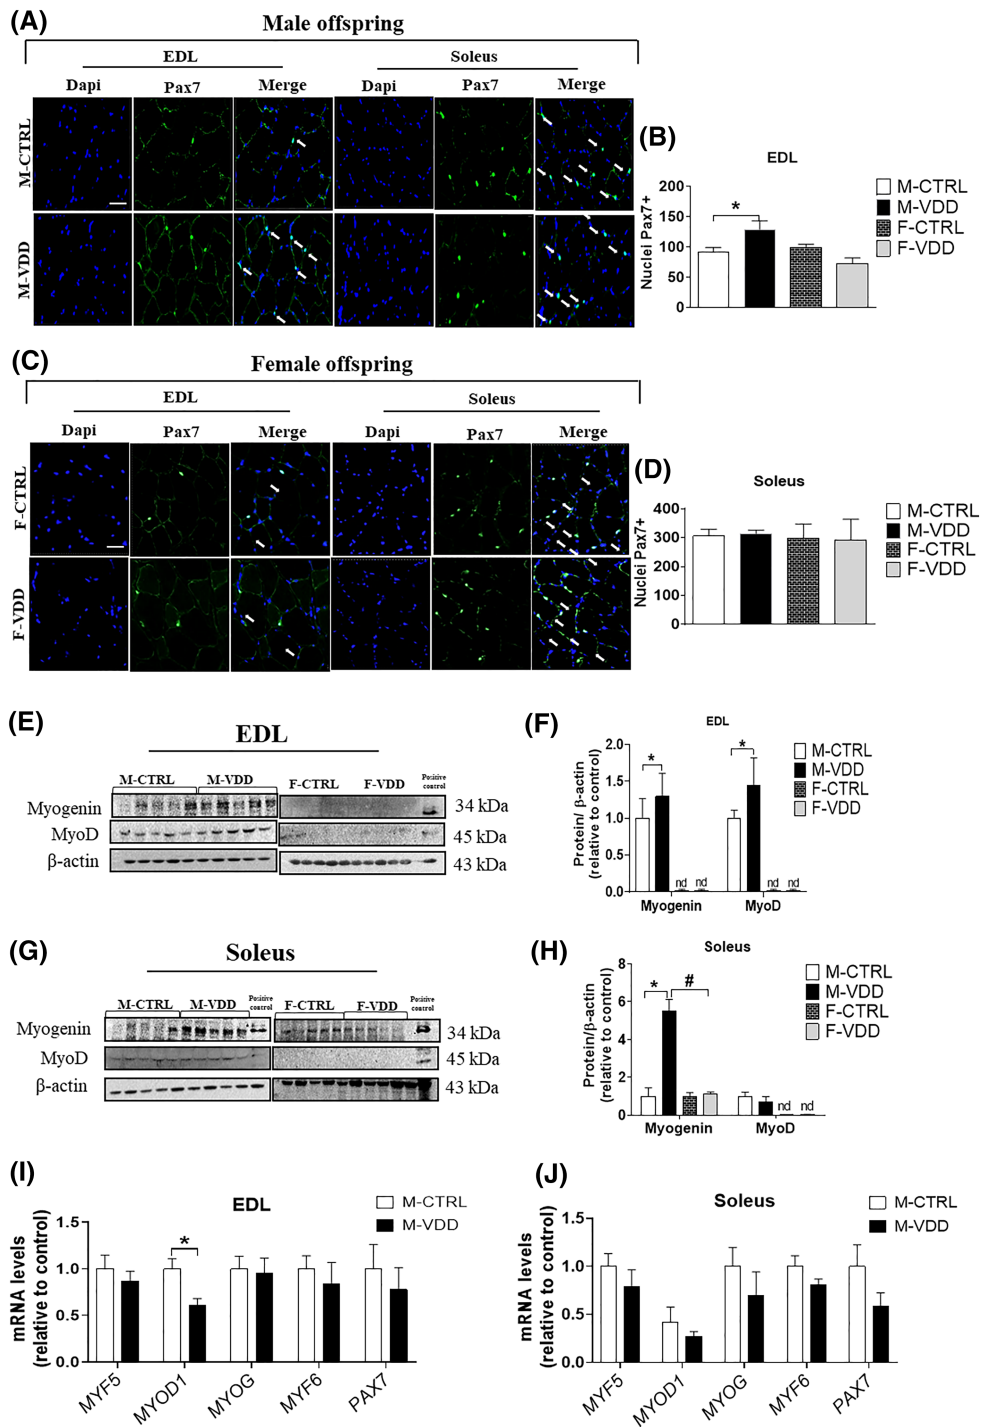 (A)
Male offspring
EDL
Soleus
Dapi Pax7 Merge Dapi Pax7 Merge
M-CTRL
M-VDD
(B)
EDL
Nuclei Pax7+
200
150
100
50
0
*
M-CTRL
M-VDD
F-CTRL
F-VDD
(C)
Female offspring
EDL
Soleus
Dapi Pax7 Merge Dapi Pax7 Merge
F-CTRL
F-VDD
(D)
Soleus
Nuclei Pax7+
400
300
200
100
0
M-CTRL
M-VDD
F-CTRL
F-VDD
(E)
EDL
M-CTRL M-VDD F-CTRL F-VDD Positive control
Myogenin 34 kDa
MyoD 45 kDa
β-actin 43 kDa
(F)
EDL
Protein/ β-actin
(relative to control)
2.0
1.5
1.0
0.5
0.0
* *
nd nd nd nd
Myogenin MyoD
M-CTRL
M-VDD
F-CTRL
F-VDD
(G)
Soleus
M-CTRL M-VDD Positive control F-CTRL F-VDD Positive control
Myogenin 34 kDa
MyoD 45 kDa
β-actin 43 kDa
(H)
Soleus
Protein/β-actin
(relative to control)
8
6
4
2
0
* #
nd nd
Myogenin MyoD
M-CTRL
M-VDD
F-CTRL
F-VDD
(I)
EDL
M-CTRL
M-VDD
mRNA levels
(relative to control)
1.5
1.0
0.5
0.0
*
MYF5 MYOD1 MYOG MYF6 PAX7
(J)
Soleus
M-CTRL
M-VDD
mRNA levels
(relative to control)
1.5
1.0
0.5
0.0
MYF5 MYOD1 MYOG MYF6 PAX7